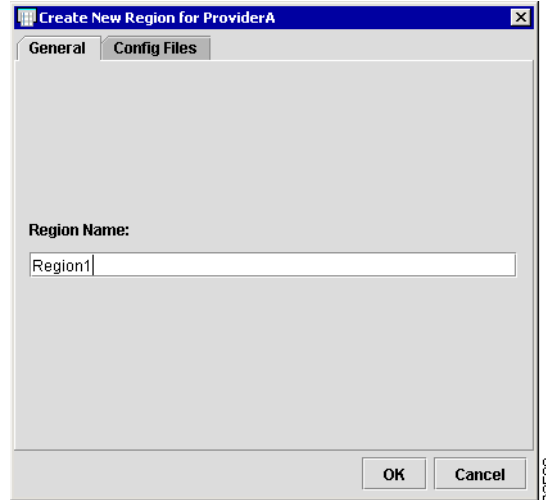 Create New Region for ProviderA
General Config Files
Region Name:
Region1
OK Cancel